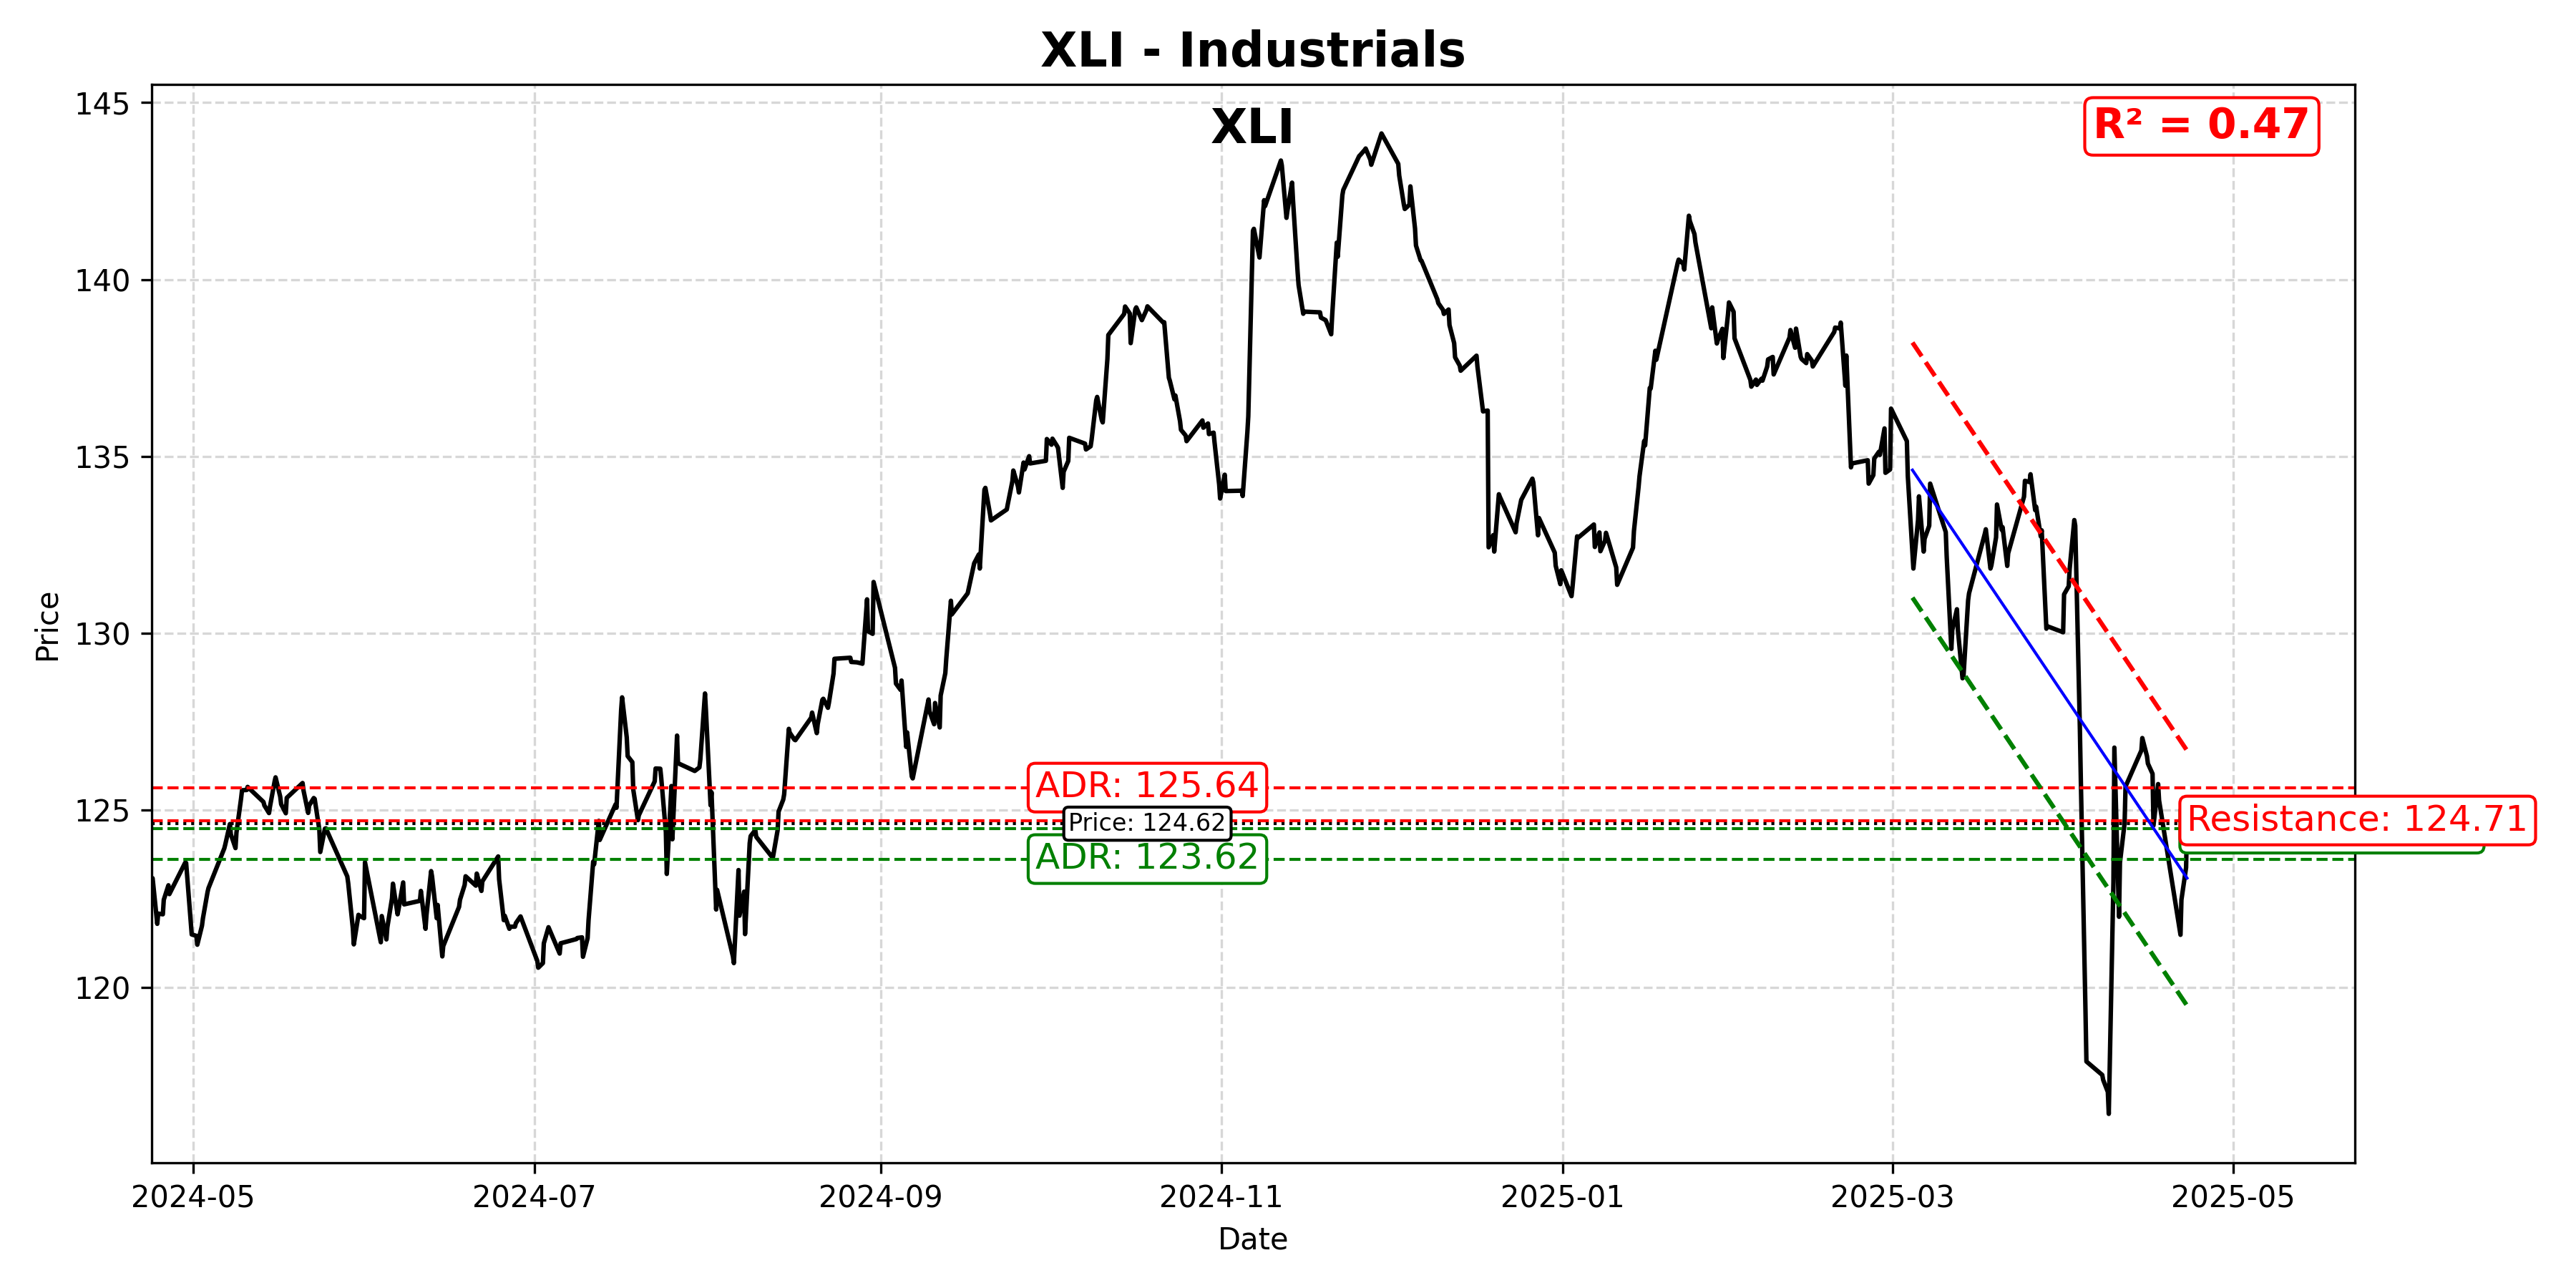 XLI - Industrials
XLI
R² = 0.47
145
140
135
130
125
120
Price
ADR: 125.64
Price: 124.62
ADR: 123.62
Resistance: 124.71
2024-05
2024-07
2024-09
2024-11
2025-01
2025-03
2025-05
Date